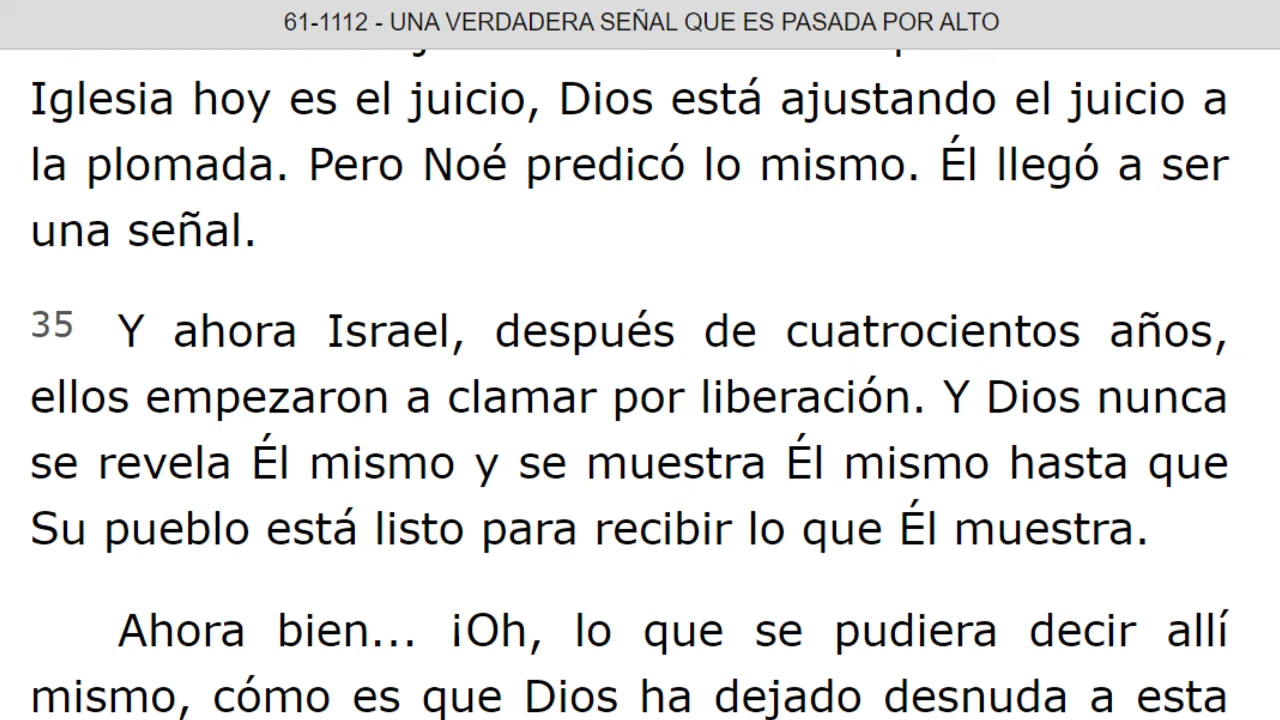 61-1112 - UNA VERDADERA SEÑAL QUE ES PASADA POR ALTO
Iglesia hoy es el juicio, Dios está ajustando el juicio a
la plomada. Pero Noé predicó lo mismo. Él llegó a ser
una señal.
35 Y ahora Israel, después de cuatrocientos años,
ellos empezaron a clamar por liberación. Y Dios nunca
se revela Él mismo y se muestra Él mismo hasta que
Su pueblo está listo para recibir lo que Él muestra.
Ahora bien... ¡Oh, lo que se pudiera decir allí
mismo, cómo es que Dios ha dejado desnuda a esta